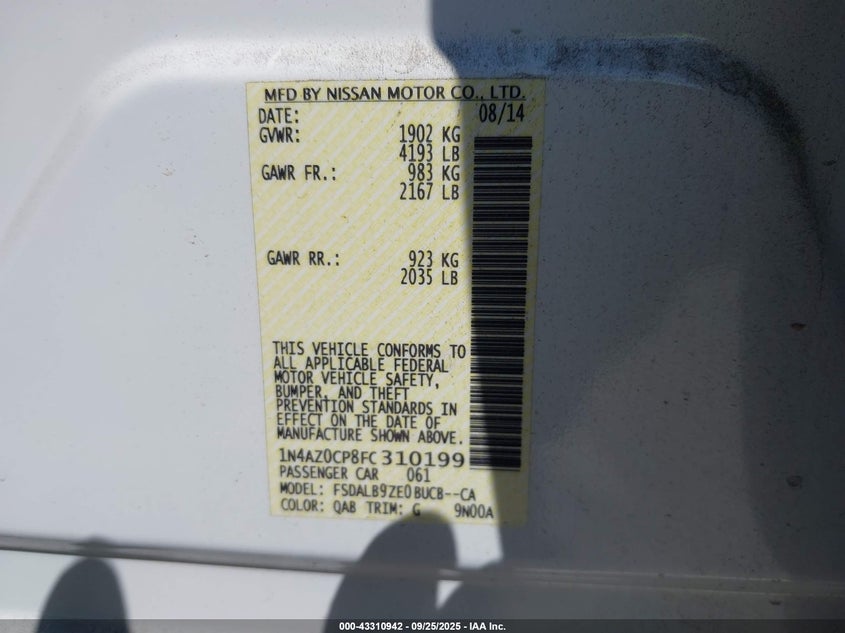 MFD BY NISSAN MOTOR CO., LTD.
DATE: 08/14
GVWR: 1902 KG
4193 LB
GAWR FR.: 983 KG
2167 LB
GAWR RR.: 923 KG
2035 LB
THIS VEHICLE CONFORMS TO
ALL APPLICABLE FEDERAL
MOTOR VEHICLE SAFETY,
BUMPER, AND THEFT
PREVENTION STANDARDS IN
EFFECT ON THE DATE OF
MANUFACTURE SHOWN ABOVE.
1N4AZ0CP8FC310199
PASSENGER CAR 061
MODEL: FSDALB9ZE0BUCB--CA
COLOR: QAB TRIM: G 9N00A
000-43310942 - 09/25/2025 - IAA Inc.